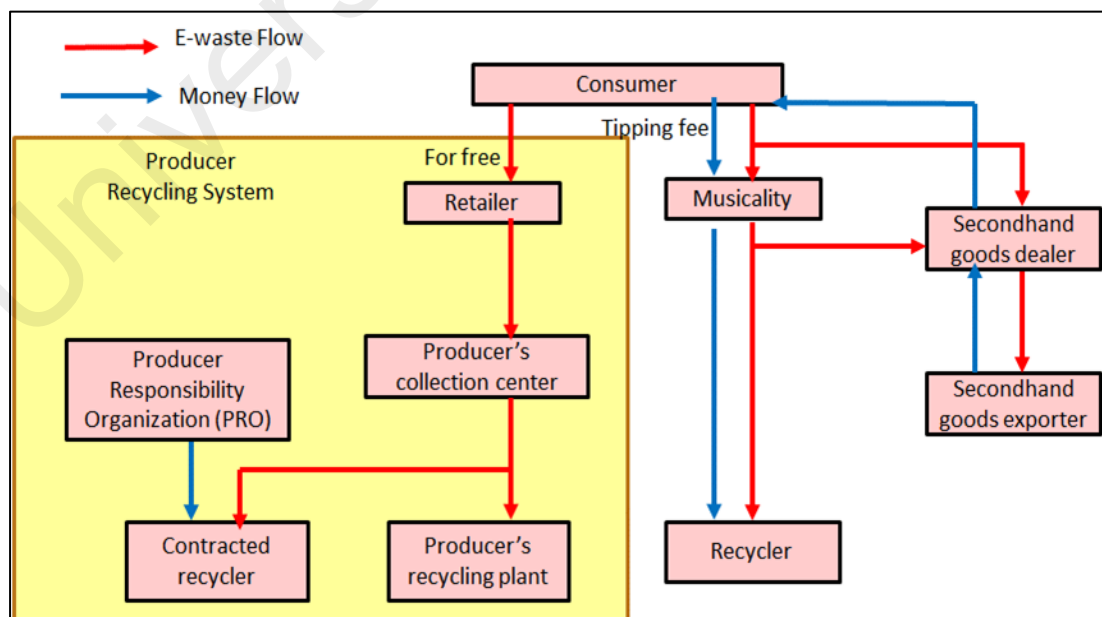 E-waste Flow
Money Flow
Consumer
Tipping fee
For free
Producer
Recycling System
Retailer
Musicality
Secondhand
goods dealer
Producer
Responsibility
Organization (PRO)
Producer’s
collection center
Secondhand
goods exporter
Contracted
recycler
Producer’s
recycling plant
Recycler
Univers